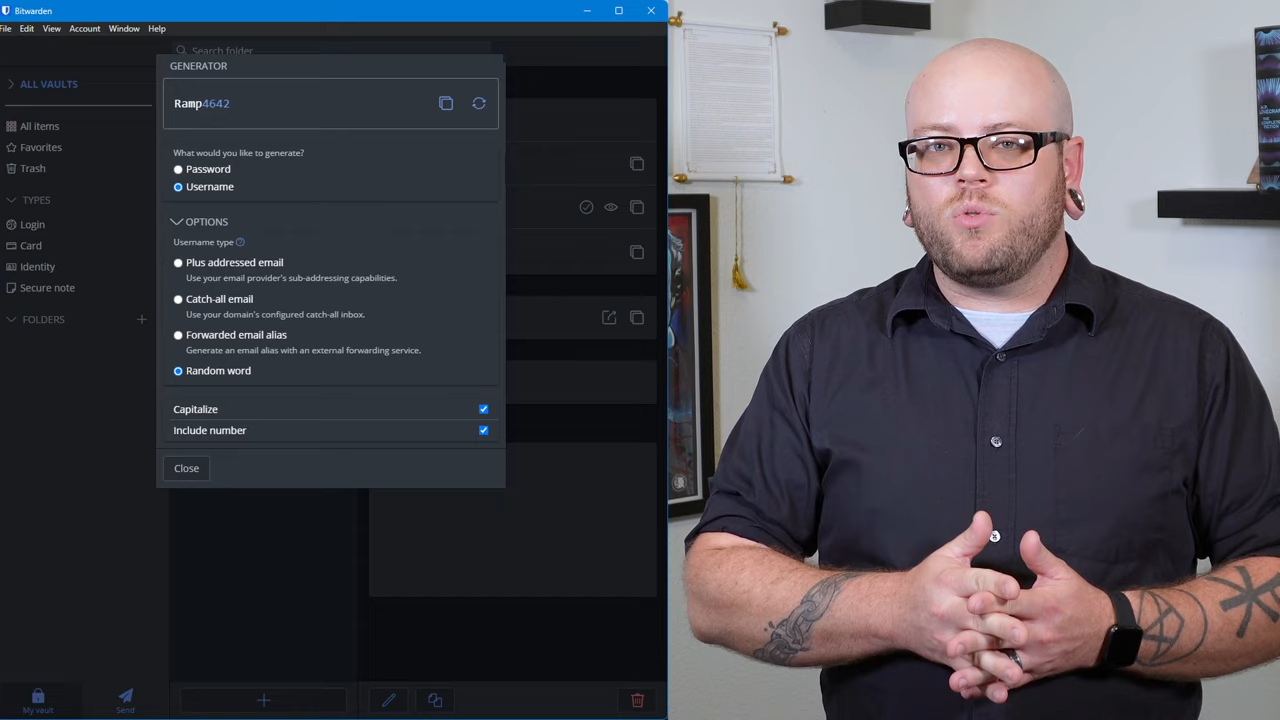 Bitwarden
File Edit View Account Window Help
Search folder
ALL VAULTS
All items
Favorites
Trash
TYPES
Login
Card
Identity
Secure note
FOLDERS
GENERATOR
Ramp4642
What would you like to generate?
Password
Username
OPTIONS
Username type
Plus addressed email
Use your email provider's sub-addressing capabilities.
Catch-all email
Use your domain's configured catch-all inbox.
Forwarded email alias
Generate an email alias with an external forwarding service.
Random word
Capitalize
Include number
Close
My vault
Send